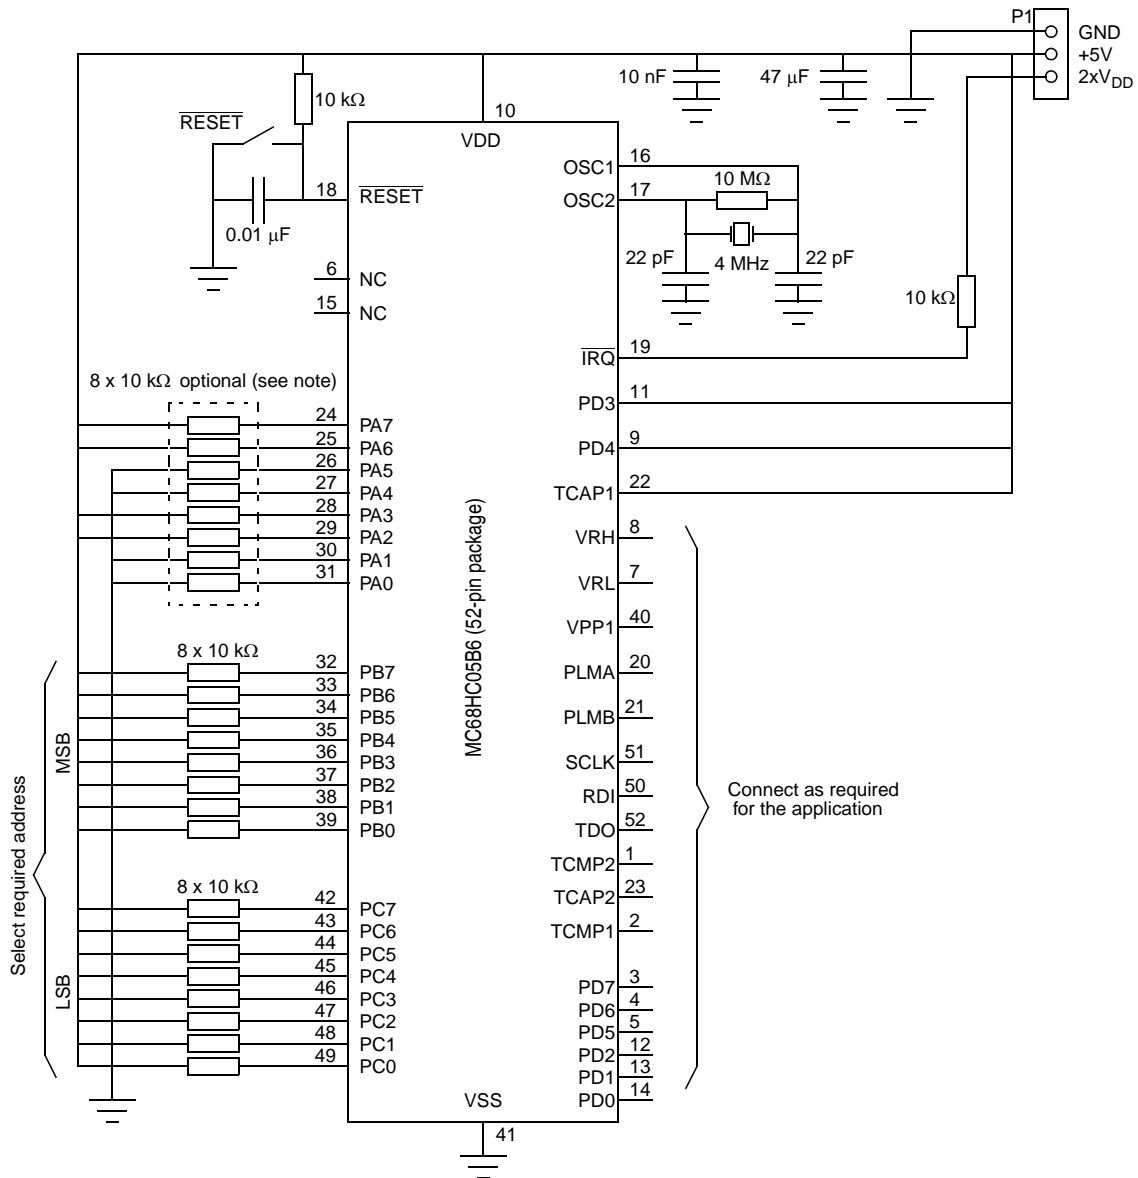 P1
GND
+5V
2xVDD
10 nF
47 μF
10 kΩ
RESET
10
VDD
18
RESET
0.01 μF
16
OSC1
10 MΩ
17
OSC2
22 pF
4 MHz
22 pF
6
NC
15
NC
10 kΩ
19
IRQ
11
PD3
9
PD4
22
TCAP1
8 x 10 kΩ optional (see note)
24
PA7
25
PA6
26
PA5
27
PA4
28
PA3
29
PA2
30
PA1
31
PA0
MC68HC05B6 (52-pin package)
8
VRH
7
VRL
40
VPP1
20
PLMA
21
PLMB
51
SCLK
50
RDI
52
TDO
1
TCMP2
23
TCAP2
2
TCMP1
3
PD7
4
PD6
5
PD5
12
PD2
13
PD1
14
PD0
Connect as required
for the application
8 x 10 kΩ
32
PB7
33
PB6
34
PB5
35
PB4
36
PB3
37
PB2
38
PB1
39
PB0
MSB
Select required address
LSB
8 x 10 kΩ
42
PC7
43
PC6
44
PC5
45
PC4
46
PC3
47
PC2
48
PC1
49
PC0
VSS
41